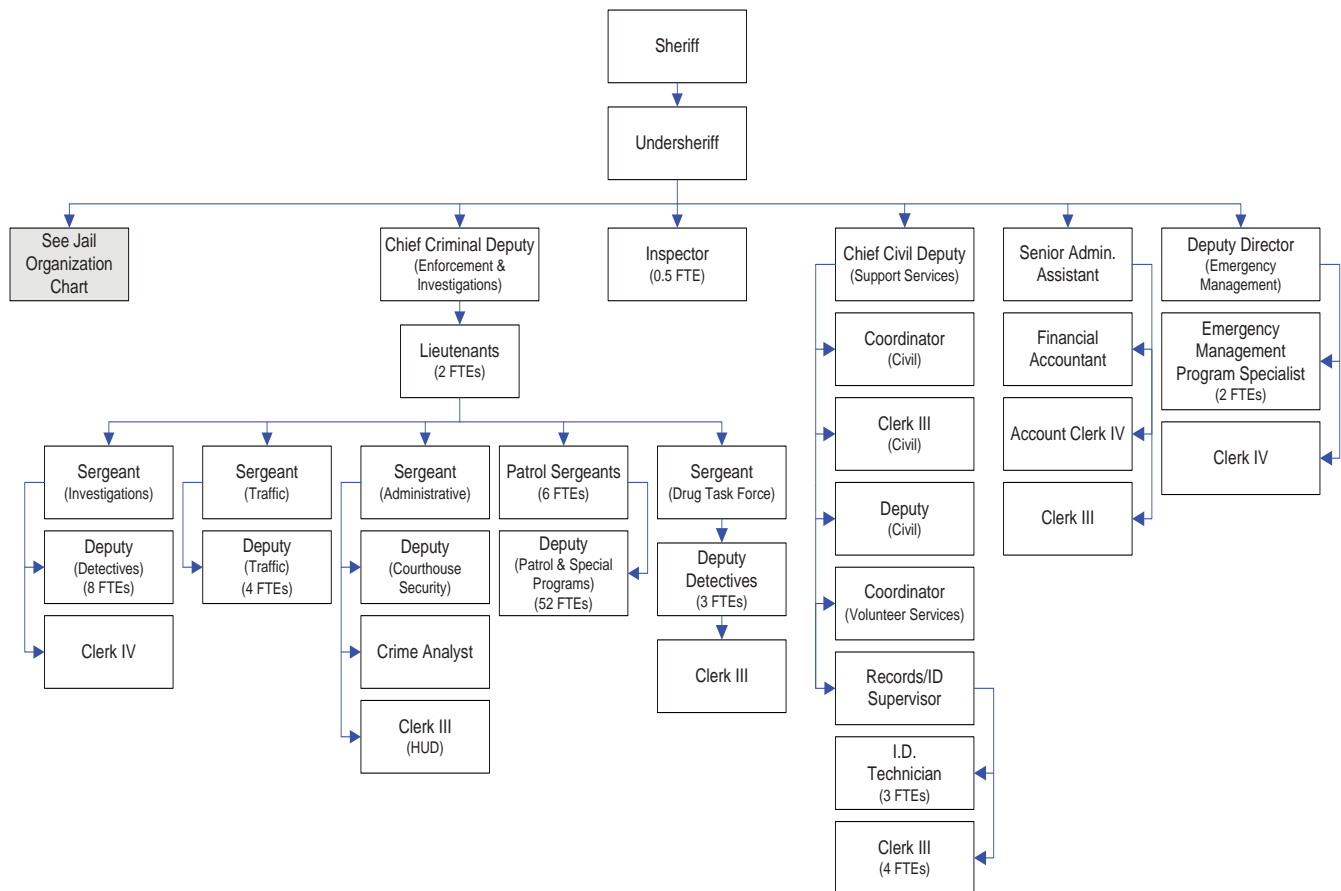 Sheriff
Undersheriff
See Jail
Organization
Chart
Chief Criminal Deputy
(Enforcement &
Investigations)
Inspector
(0.5 FTE)
Chief Civil Deputy
(Support Services)
Senior Admin.
Assistant
Deputy Director
(Emergency
Management)
Lieutenants
(2 FTEs)
Coordinator
(Civil)
Financial
Accountant
Emergency
Management
Program Specialist
(2 FTEs)
Clerk III
(Civil)
Account Clerk IV
Clerk IV
Sergeant
(Investigations)
Sergeant
(Traffic)
Sergeant
(Administrative)
Patrol Sergeants
(6 FTEs)
Sergeant
(Drug Task Force)
Deputy
(Civil)
Clerk III
Deputy
(Detectives)
(8 FTEs)
Deputy
(Traffic)
(4 FTEs)
Deputy
(Courthouse
Security)
Deputy
(Patrol & Special
Programs)
(52 FTEs)
Deputy
Detectives
(3 FTEs)
Coordinator
(Volunteer Services)
Clerk IV
Crime Analyst
Clerk III
Records/ID
Supervisor
Clerk III
(HUD)
I.D.
Technician
(3 FTEs)
Clerk III
(4 FTEs)